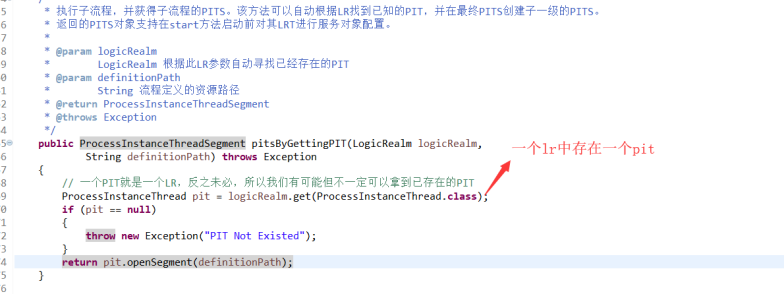 * 执行子流程，并获得子流程的PITS。该方法可以自动根据LR找到已知的PIT，并在最终PITS创建子一级的PITS。
5 * 返回的PITS对象支持在start方法启动前对其LRT进行服务对象配置。
7 *
8 * @param logicRealm
9 * LogicRealm 根据此LR参数自动寻找已经存在的PIT
0 * @param definitionPath
1 * String 流程定义的资源路径
2 * @return ProcessInstanceThreadSegment
3 * @throws Exception
4 */
5 public ProcessInstanceThreadSegment pitsByGettingPIT(LogicRealm logicRealm,
一个lr中存在一个pit
6 String definitionPath) throws Exception
7 {
8 // 一个PIT就是一个LR，反之未必，所以我们有可能但不一定可以拿到已存在的PIT
9 ProcessInstanceThread pit = logicRealm.get(ProcessInstanceThread.class);
0 if (pit == null)
1 {
2 throw new Exception("PIT Not Existed");
3 }
4 return pit.openSegment(definitionPath);
5 }
6